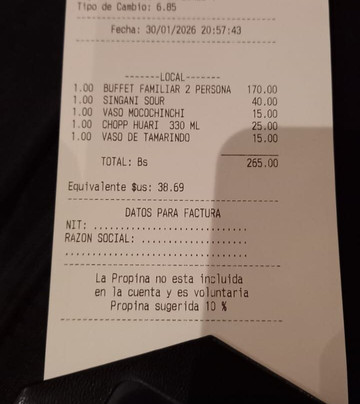 Tipo de Cambio: 6.85
Fecha: 30/01/2026 20:57:43
-------LOCAL-------
1.00 BUFFET FAMILIAR 2 PERSONA 170.00
1.00 SINGANI SOUR 40.00
1.00 VASO MOCOCHINCHI 15.00
1.00 CHOPP HUARI 330 ML 25.00
1.00 VASO DE TAMARINDO 15.00
TOTAL: Bs 265.00
Equivalente $us: 38.69
DATOS PARA FACTURA
NIT: ................................
RAZON SOCIAL: ......................
......................................
La Propina no esta incluida
en la cuenta y es voluntaria
Propina sugerida 10 %